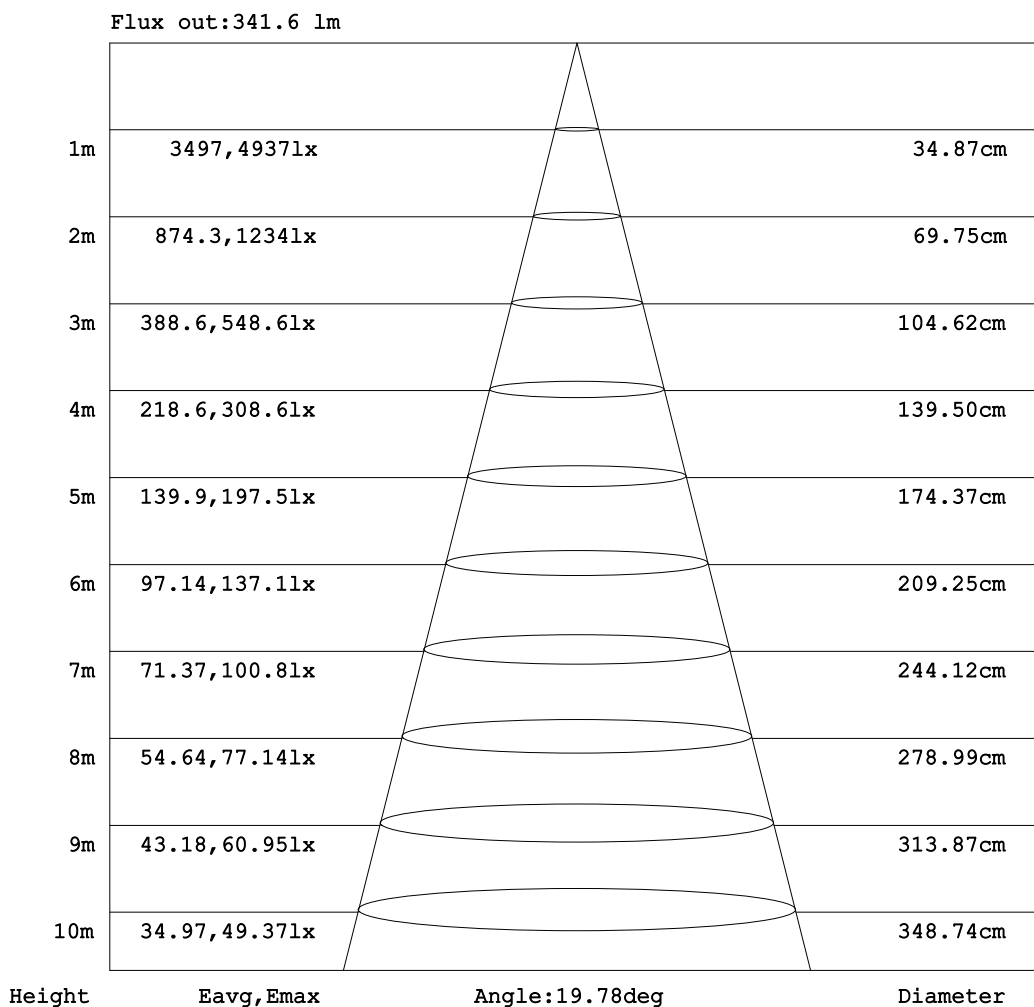 Flux out:341.6 lm
1m 3497,4937lx 34.87cm
2m 874.3,1234lx 69.75cm
3m 388.6,548.6lx 104.62cm
4m 218.6,308.6lx 139.50cm
5m 139.9,197.5lx 174.37cm
6m 97.14,137.1lx 209.25cm
7m 71.37,100.8lx 244.12cm
8m 54.64,77.14lx 278.99cm
9m 43.18,60.95lx 313.87cm
10m 34.97,49.37lx 348.74cm
Height Eavg,Emax Angle:19.78deg Diameter